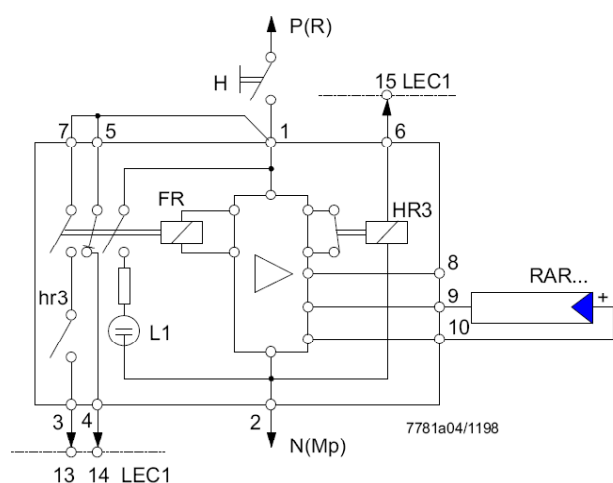 P(R)
H
15 LEC1
7 5 1 6
FR
HR3
8
RAR...
9 +
hr3
10
L1
3 4 2
7781a04/1198
N(Mp)
13 14 LEC1